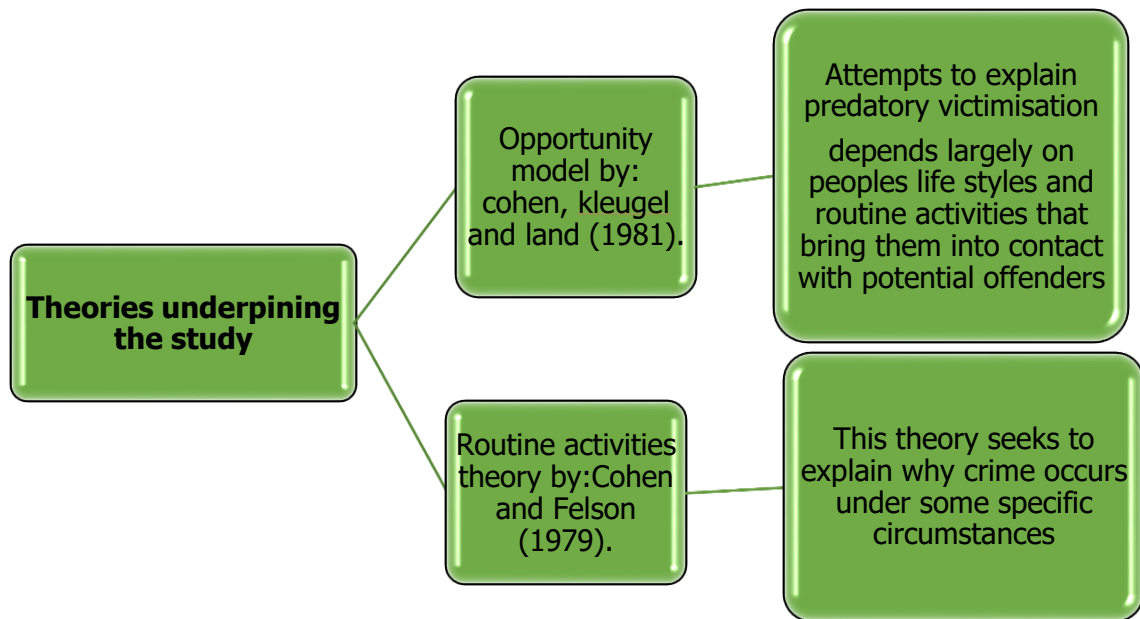 Theories underpining
the study
Opportunity
model by:
cohen, kleugel
and land (1981).
Attempts to explain
predatory victimisation
depends largely on
peoples life styles and
routine activities that
bring them into contact
with potential offenders
Routine activities
theory by:Cohen
and Felson
(1979).
This theory seeks to
explain why crime occurs
under some specific
circumstances